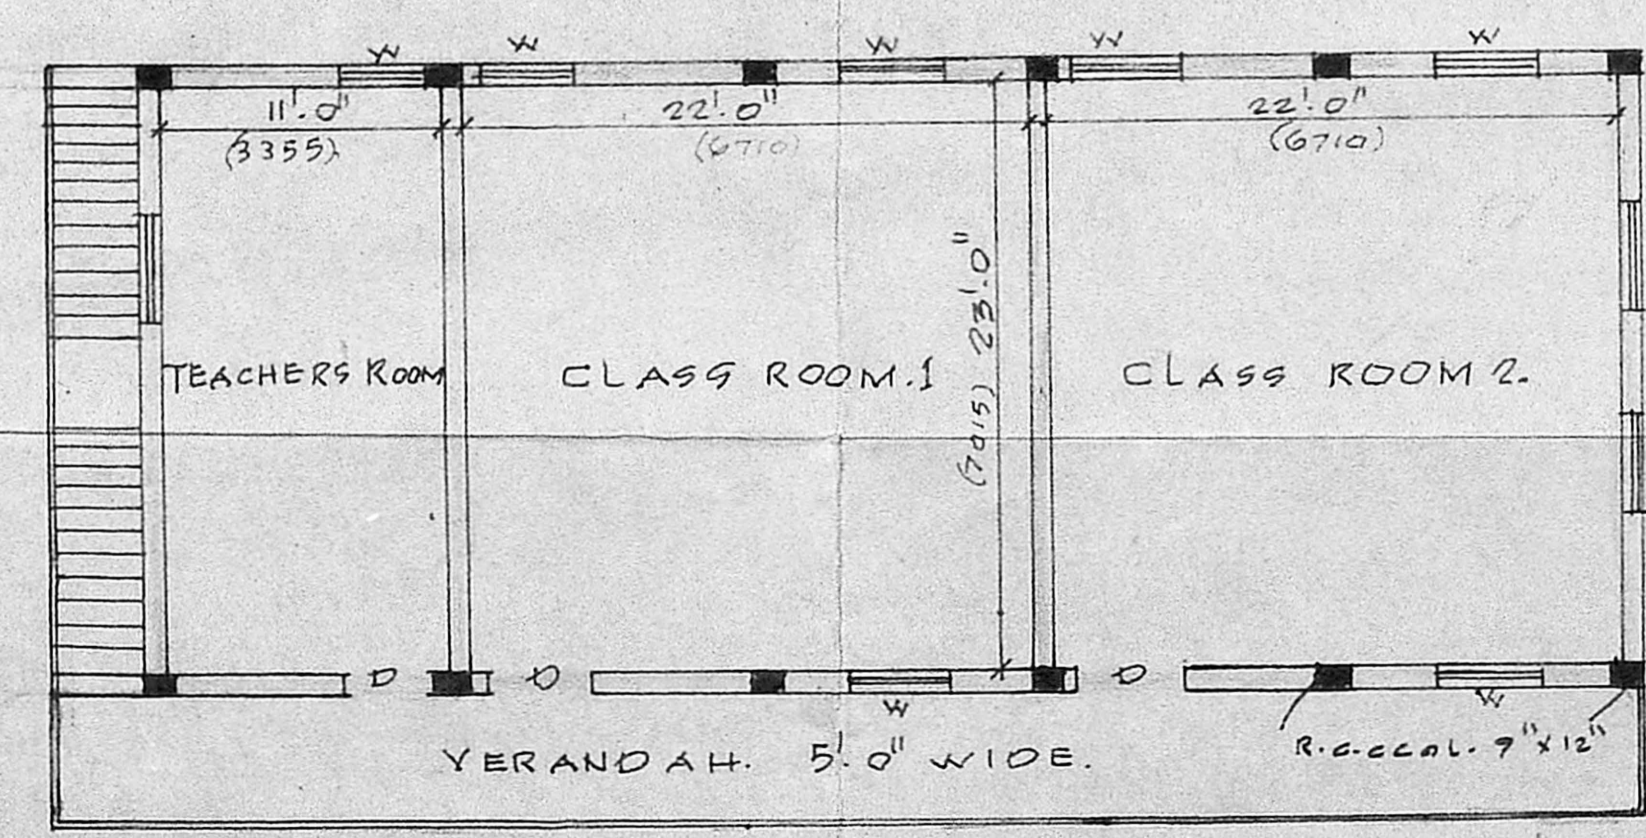 W W W W W
11'.0" 22'.0" 22'.0"
(3355) (6710) (6710)
(7015) 23'.0"
TEACHERS ROOM CLASS ROOM.1 CLASS ROOM 2.
D D D
W W
VERANDAH. 5'.0" WIDE.
R.C.C COL. 9"X12"